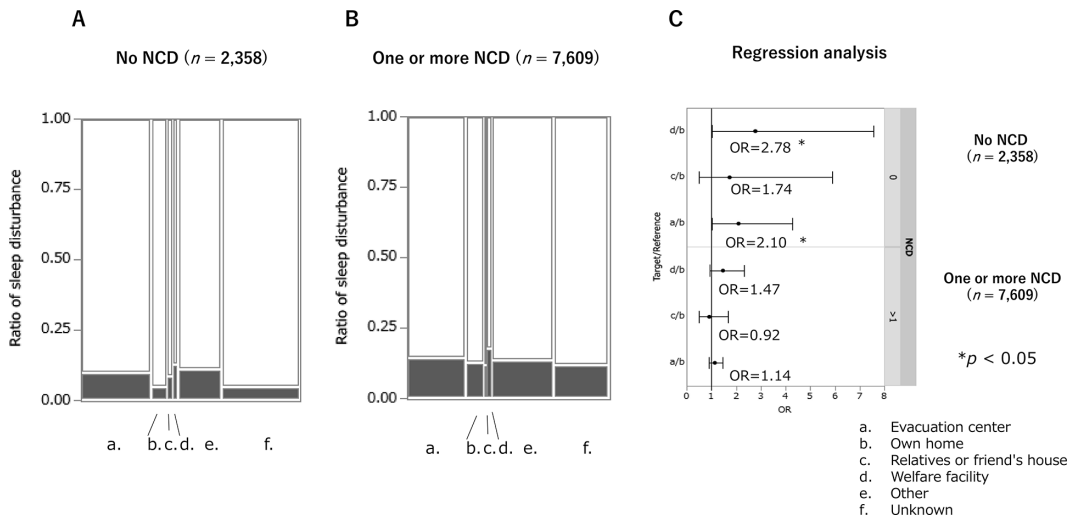 A
No NCD (n = 2,358)
Ratio of sleep disturbance
1.00
0.75
0.50
0.25
0.00
a.
b.
c.
d.
e.
f.
B
One or more NCD (n = 7,609)
Ratio of sleep disturbance
1.00
0.75
0.50
0.25
0.00
a.
b.
c.
d.
e.
f.
C
Regression analysis
Target/Reference
d/b
OR=2.78 *
c/b
OR=1.74
a/b
OR=2.10 *
d/b
OR=1.47
c/b
OR=0.92
a/b
OR=1.14
0 1 2 3 4 5 6 7 8
OR
0
>1
NCD
No NCD
(n = 2,358)
One or more NCD
(n = 7,609)
*p < 0.05
a. Evacuation center
b. Own home
c. Relatives or friend's house
d. Welfare facility
e. Other
f. Unknown